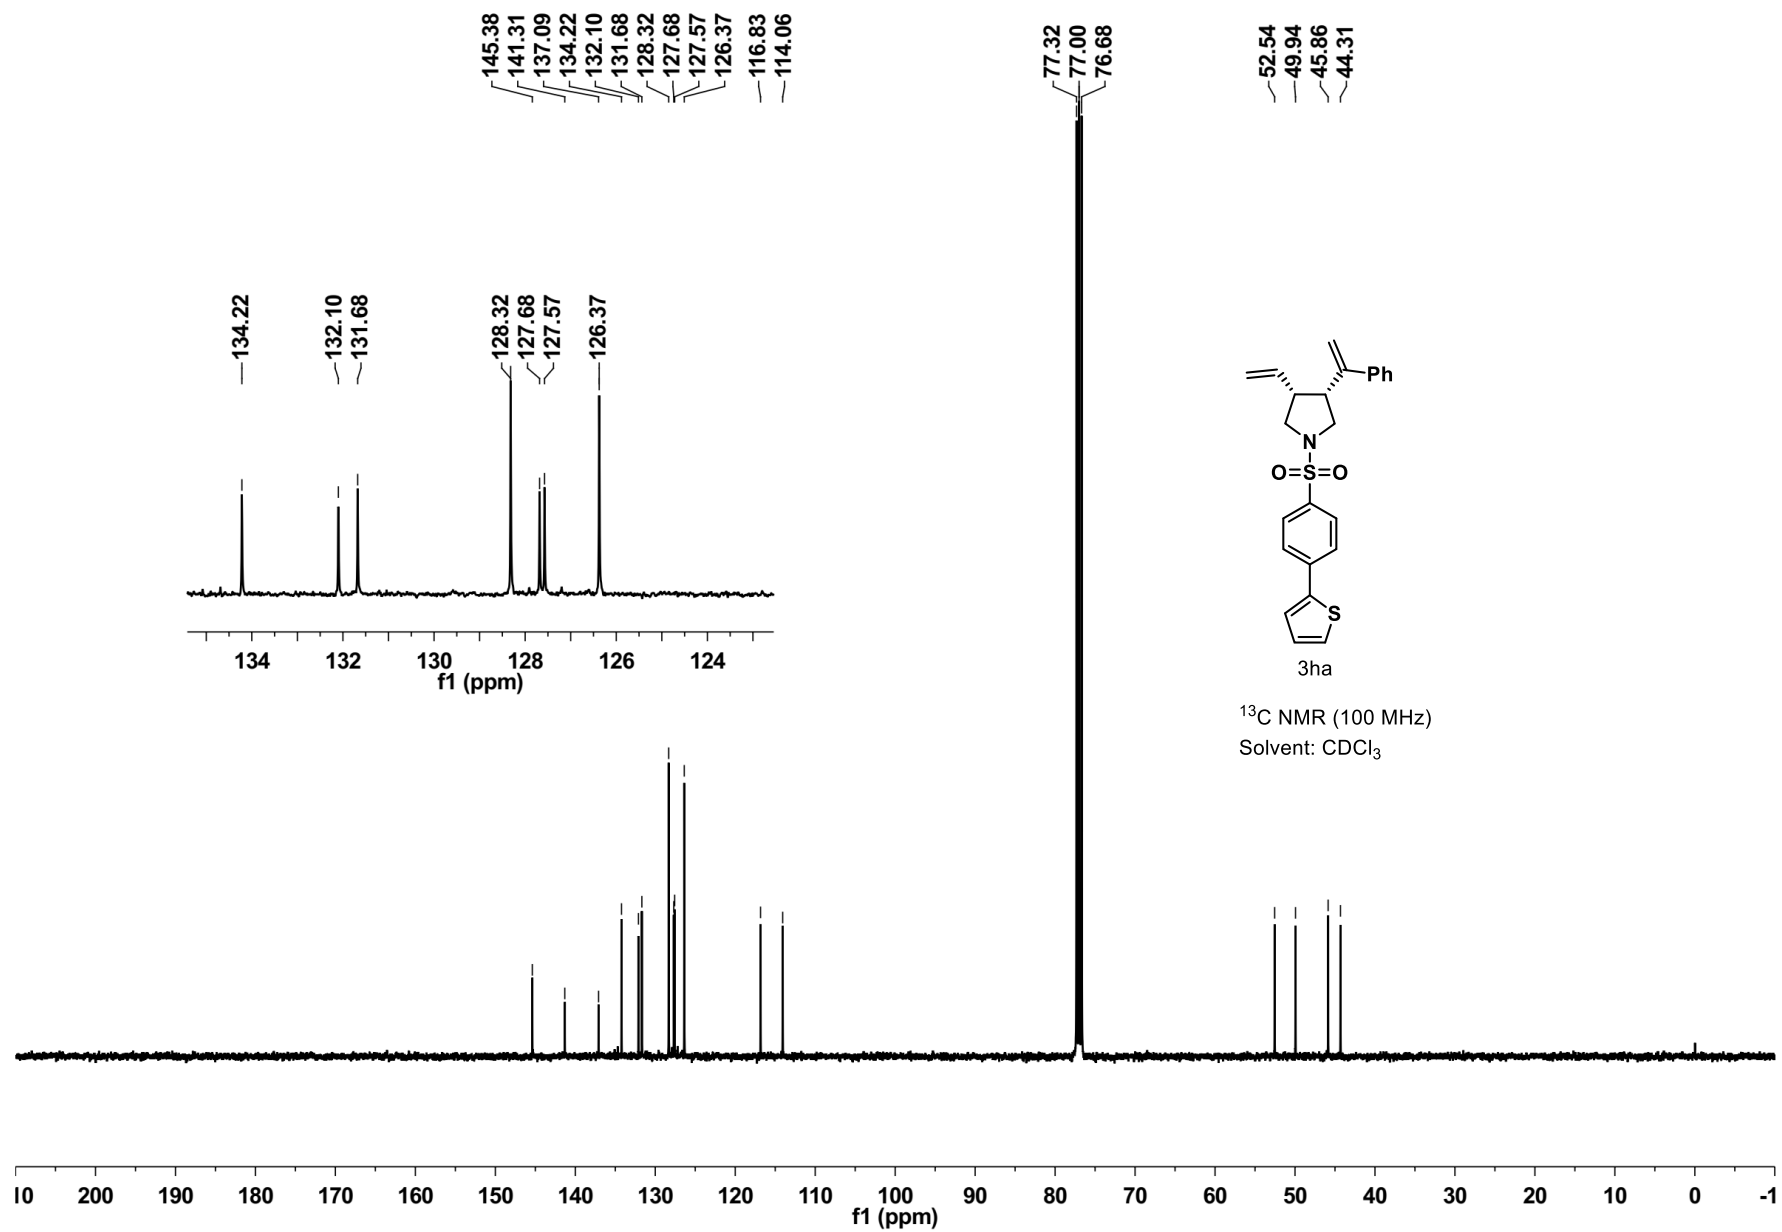 145.38
141.31
137.09
134.22
132.10
131.68
128.32
127.68
127.57
126.37
116.83
114.06
77.32
77.00
76.68
52.54
49.94
45.86
44.31
134.22
132.10
131.68
128.32
127.68
127.57
126.37
134 132 130 128 126 124
f1 (ppm)
Ph
N
O=S=O
S
3ha
¹³C NMR (100 MHz)
Solvent: CDCl₃
10 200 190 180 170 160 150 140 130 120 110 100 90 80 70 60 50 40 30 20 10 0 -1
f1 (ppm)